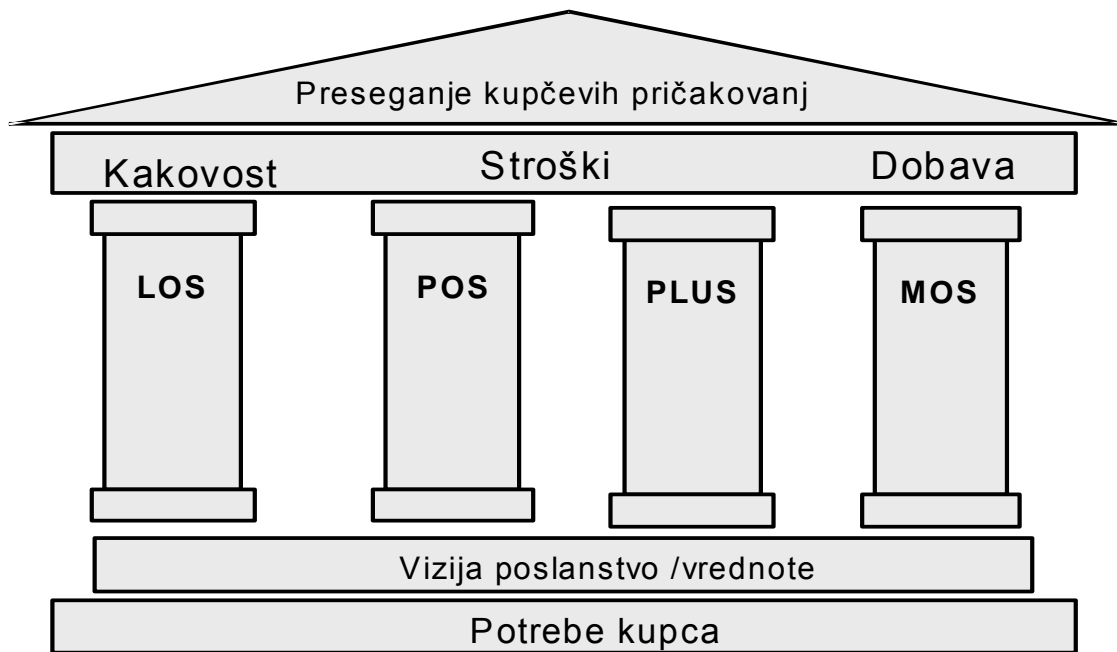 Preseganje kupčevih pričakovanj
Kakovost Stroški Dobava
LOS POS PLUS MOS
Vizija poslanstvo /vrednote
Potrebe kupca